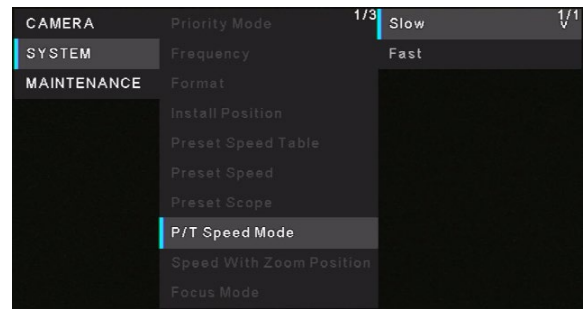 CAMERA
SYSTEM
MAINTENANCE
1/3
Priority Mode
Frequency
Format
Install Position
Preset Speed Table
Preset Speed
Preset Scope
P/T Speed Mode
Speed With Zoom Position
Focus Mode
1/1
Slow
Fast